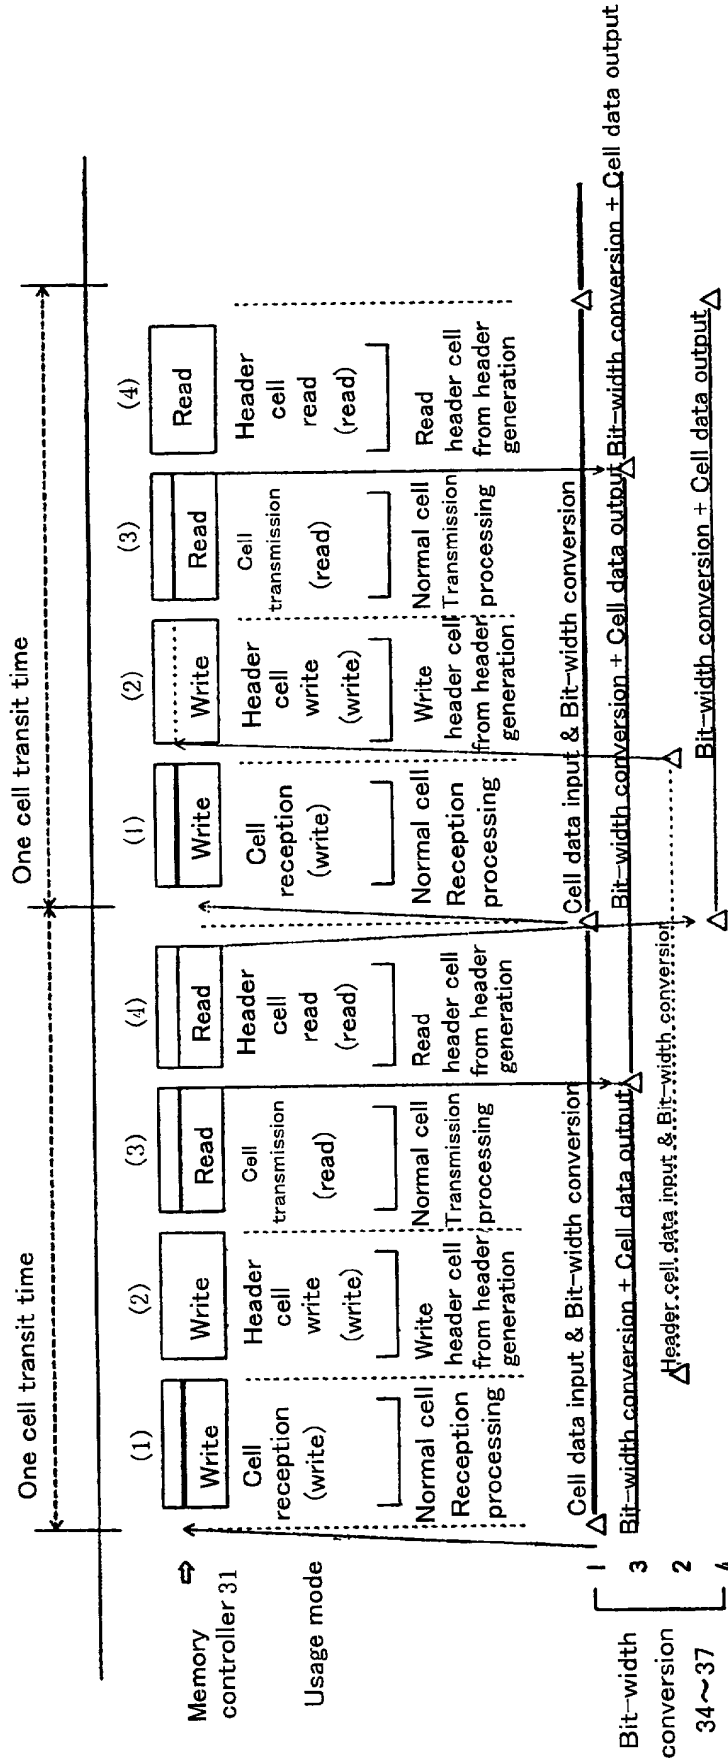 One cell transit time
One cell transit time
(1)
(2)
(3)
(4)
(1)
(2)
(3)
(4)
Memory ⇨
controller 31
Write
Write
Read
Read
Write
Write
Read
Read
Usage mode
Cell
reception
(write)
Header
cell
write
(write)
Cell
transmission
(read)
Header
cell
read
(read)
Cell
reception
(write)
Header
cell
write
(write)
Cell
transmission
(read)
Header
cell
read
(read)
Normal cell
Reception
processing
Write
header cell
from header
generation
Normal cell
Transmission
processing
Read
header cell
from header
generation
Normal cell
Reception
processing
Write
header cell
from header
generation
Normal cell
Transmission
processing
Read
header cell
from header
generation
Bit-width
conversion
34~37
1
Cell data input & Bit-width conversion
Cell data input & Bit-width conversion
3
Bit-width conversion + Cell data output
Bit-width conversion + Cell data output
Bit-width conversion + Cell data output
2
Header cell data input & Bit-width conversion
4
Bit-width conversion + Cell data output